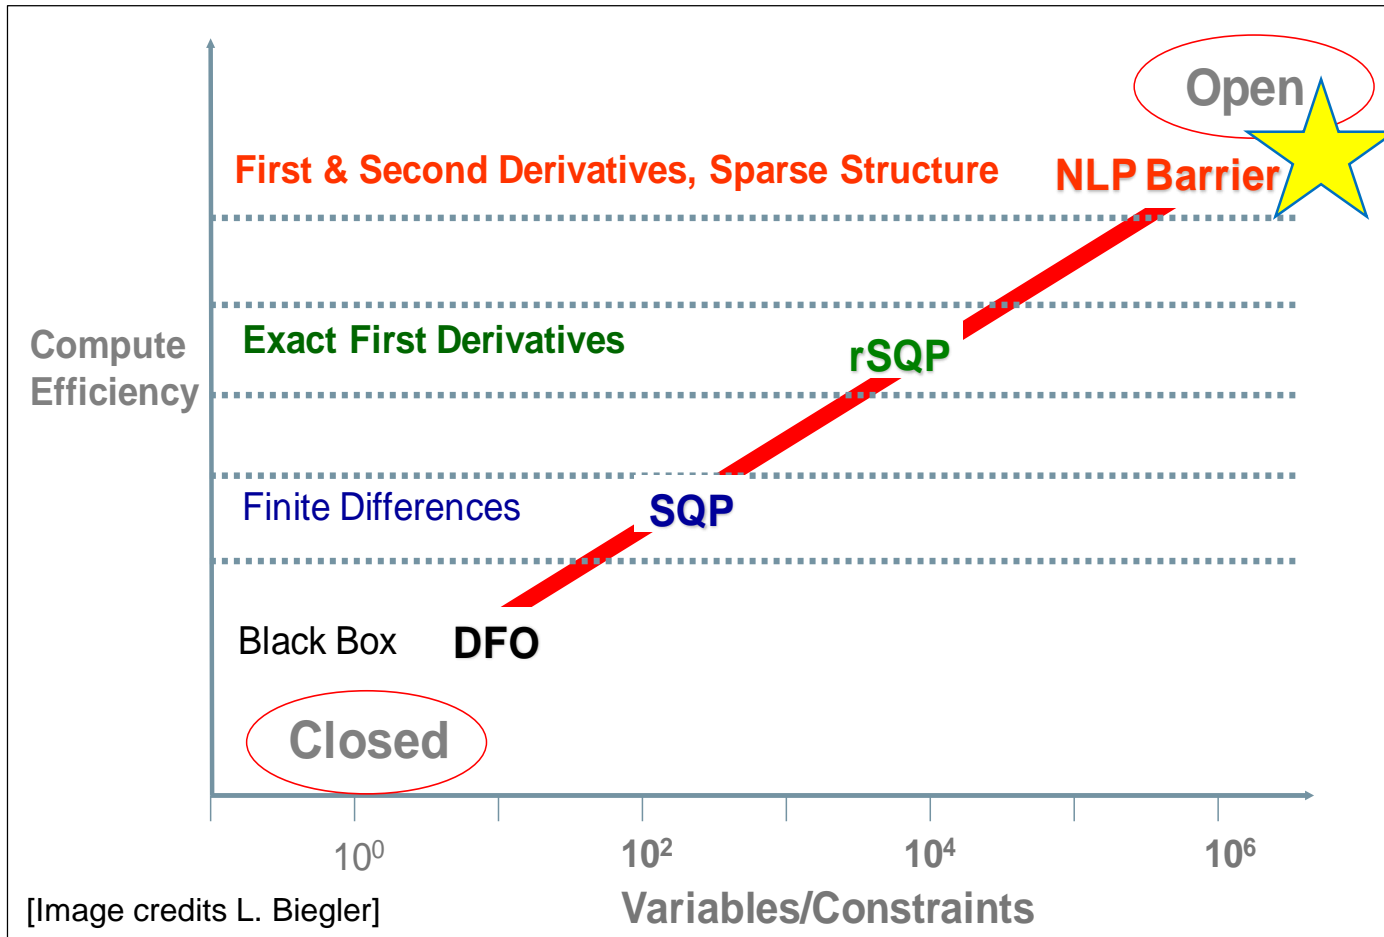 Open
First & Second Derivatives, Sparse Structure NLP Barrier
Compute
Efficiency
Exact First Derivatives rSQP
Finite Differences SQP
Black Box DFO
Closed
10⁰ 10² 10⁴ 10⁶
Variables/Constraints
[Image credits L. Biegler]